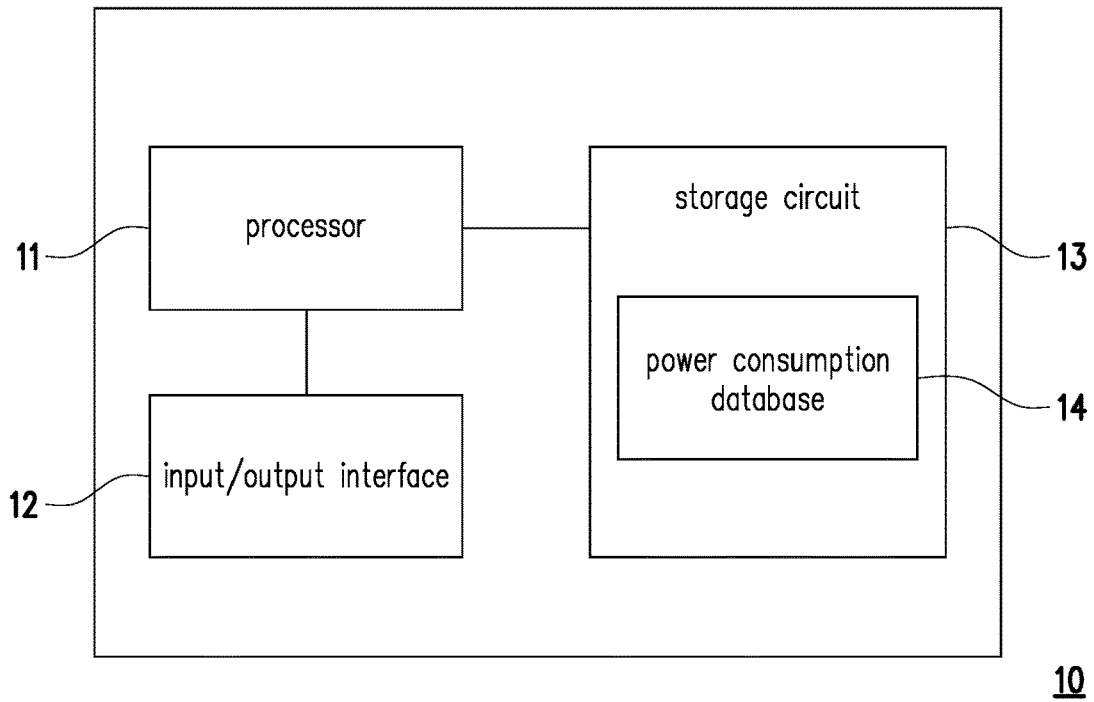 processor
storage circuit
11
13
power consumption
database
14
input/output interface
12
10